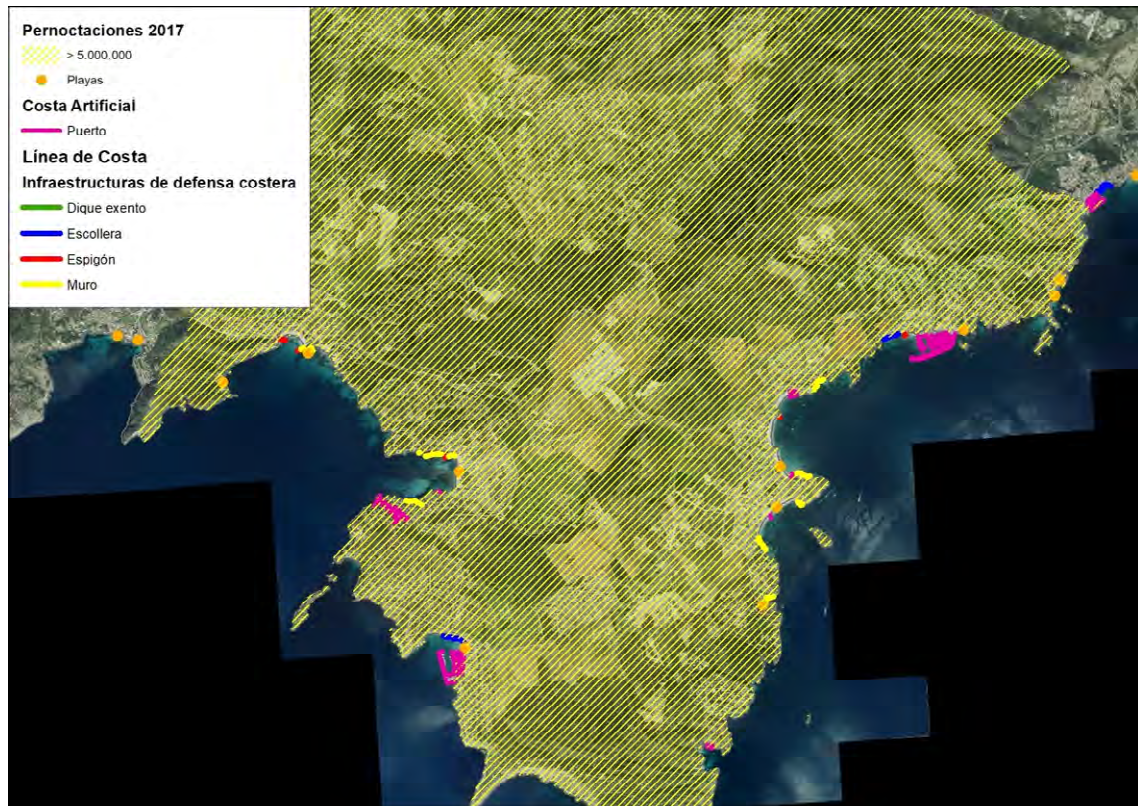 Pernoctaciones 2017
> 5.000,000
Playas
Costa Artificial
Puerto
Línea de Costa
Infraestructuras de defensa costera
Dique exento
Escollera
Espigón
Muro